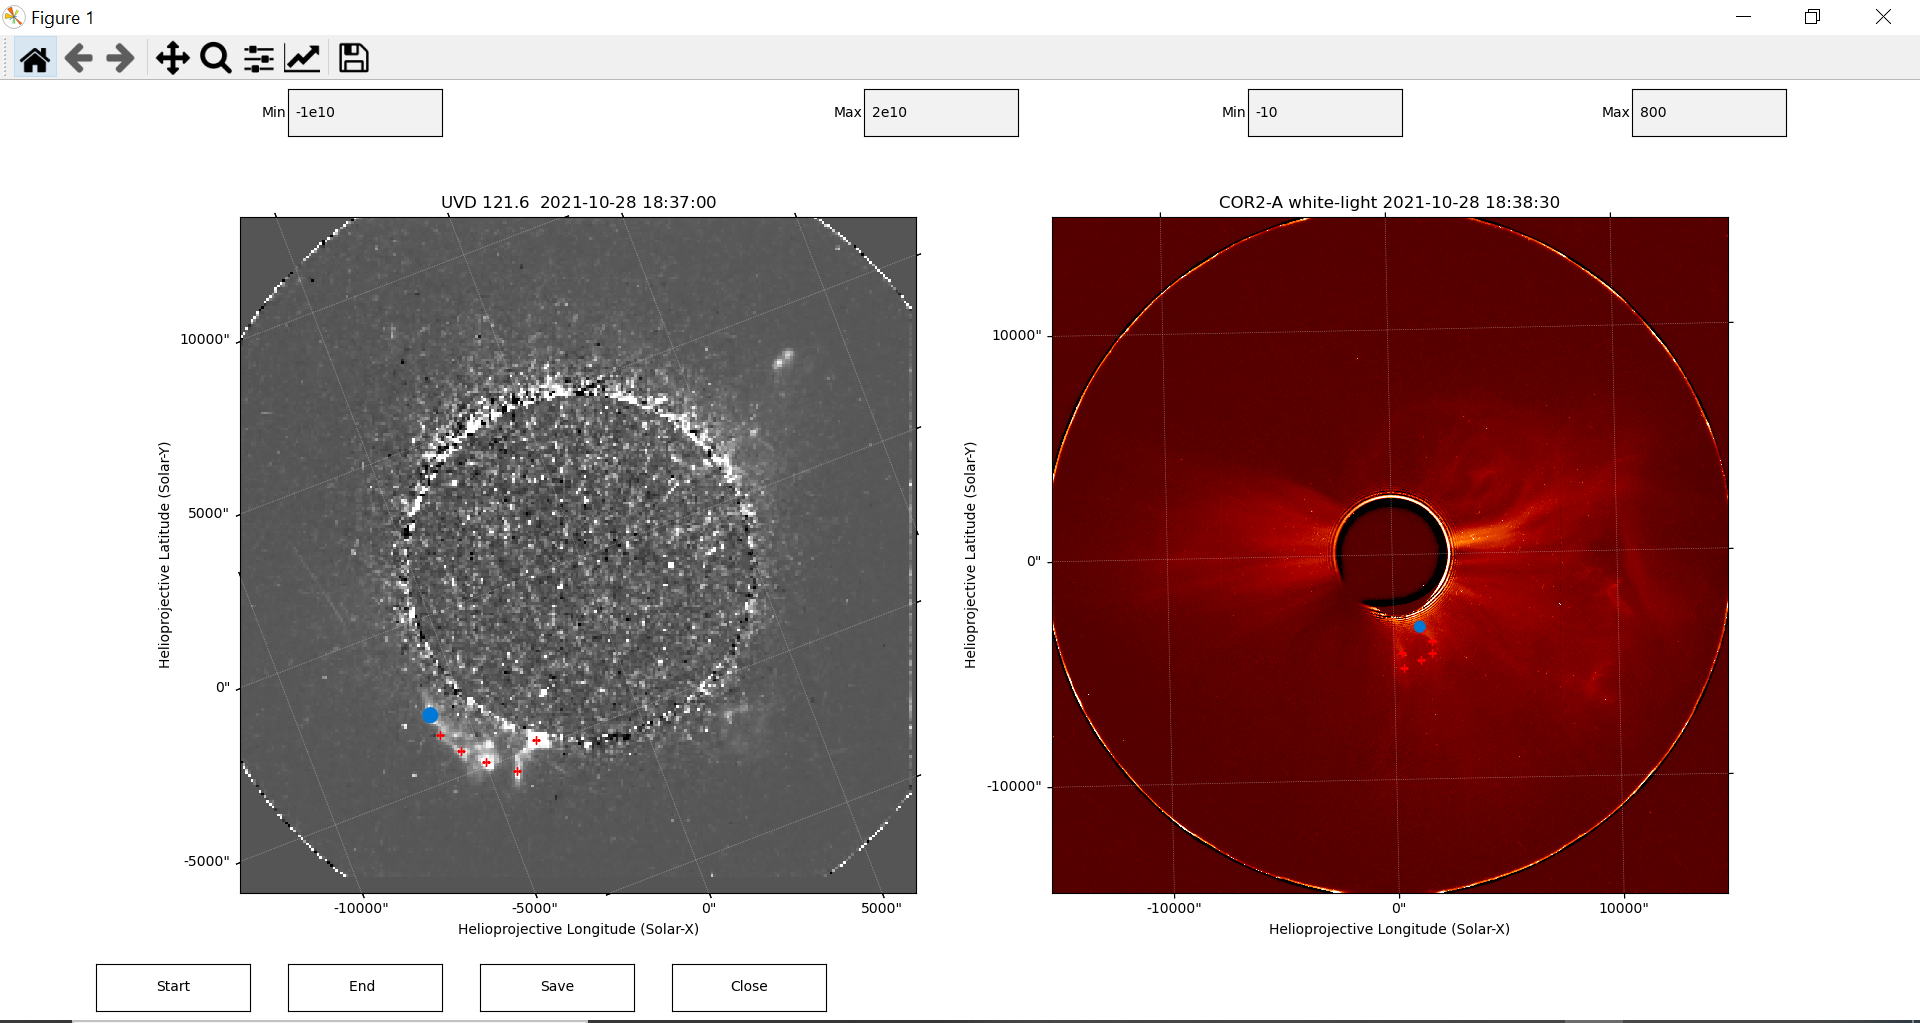 Figure 1
Min -1e10 Max 2e10 Min -10 Max 800
UVD 121.6  2021-10-28 18:37:00
COR2-A white-light 2021-10-28 18:38:30
Helioprojective Latitude (Solar-Y)
10000"
5000"
0"
-5000"
-10000" -5000" 0" 5000"
Helioprojective Longitude (Solar-X)
Helioprojective Latitude (Solar-Y)
10000"
0"
-10000"
-10000" 0" 10000"
Helioprojective Longitude (Solar-X)
Start End Save Close